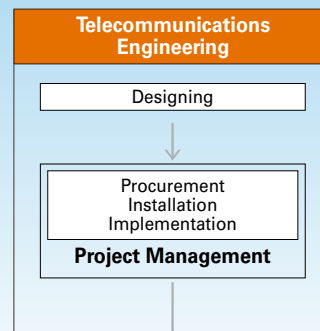 Telecommunications
Engineering
Designing
Procurement
Installation
Implementation
Project Management